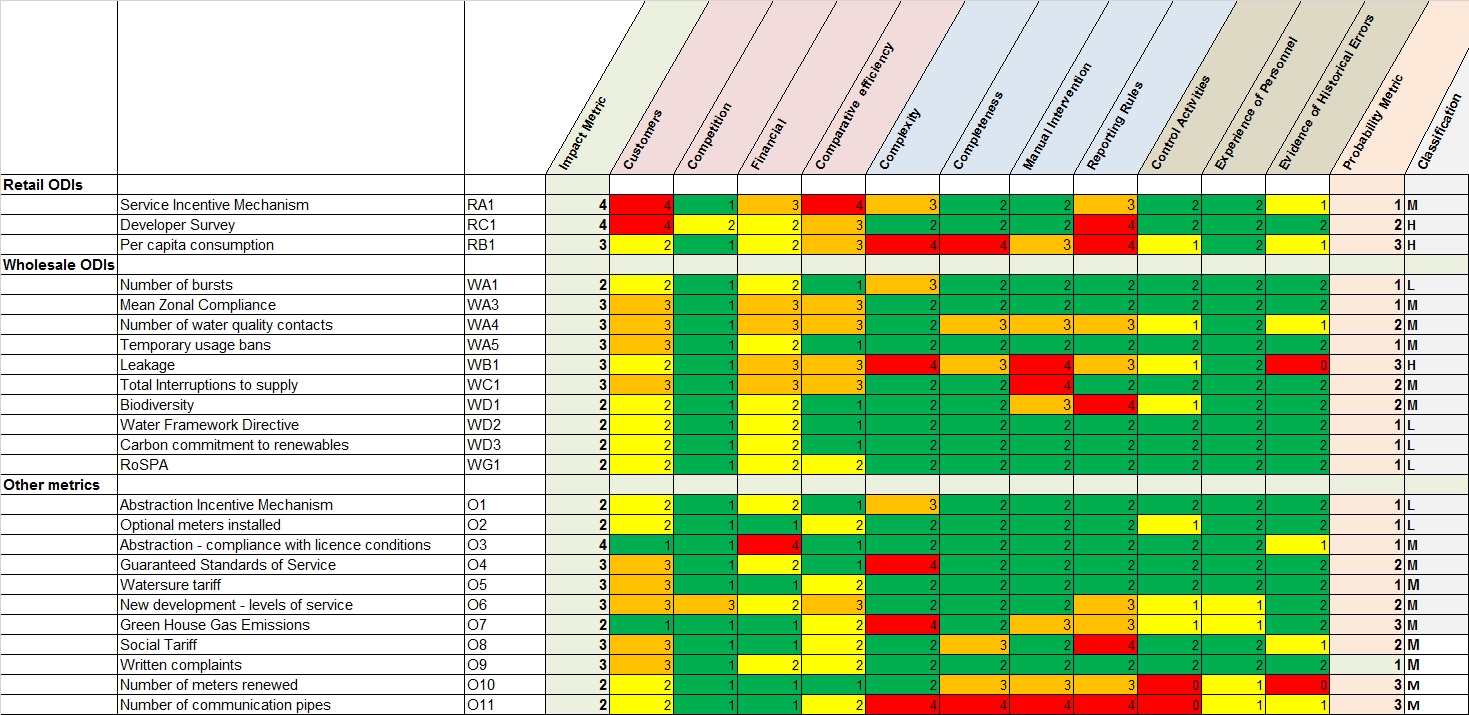 Impact Metric Customers Competition Financial Comparative efficiency Complexity Completeness Manual Intervention Reporting Rules Control Activities Experience of Personnel Evidence of Historical Errors Probability Metric Classification
Retail ODIs
Service Incentive Mechanism RA1 4 4 1 3 4 3 2 2 3 2 2 1 1 M
Developer Survey RC1 4 4 2 2 3 2 2 2 4 2 2 2 2 H
Per capita consumption RB1 3 2 1 2 3 4 4 3 4 1 2 1 3 H
Wholesale ODIs
Number of bursts WA1 2 2 1 2 1 3 2 2 2 2 2 2 1 L
Mean Zonal Compliance WA3 3 3 1 3 3 2 2 2 2 2 2 2 1 M
Number of water quality contacts WA4 3 3 1 3 3 2 3 3 3 1 2 1 2 M
Temporary usage bans WA5 3 3 1 2 1 2 2 2 2 2 2 2 1 M
Leakage WB1 3 2 1 3 3 4 3 4 3 1 2 0 3 H
Total Interruptions to supply WC1 3 3 1 3 3 2 2 4 2 2 2 2 2 M
Biodiversity WD1 2 2 1 2 1 2 2 3 4 1 2 2 2 M
Water Framework Directive WD2 2 2 1 2 1 2 2 2 2 2 2 2 1 L
Carbon commitment to renewables WD3 2 2 1 2 1 2 2 2 2 2 2 2 1 L
RoSPA WG1 2 2 1 2 2 2 2 2 2 2 2 2 1 L
Other metrics
Abstraction Incentive Mechanism O1 2 2 1 2 1 3 2 2 2 2 2 2 1 L
Optional meters installed O2 2 2 1 1 2 2 2 2 2 1 2 2 1 L
Abstraction - compliance with licence conditions O3 4 1 1 4 1 2 2 2 2 2 2 1 1 M
Guaranteed Standards of Service O4 3 3 1 2 1 4 2 2 2 2 2 2 2 M
Watersure tariff O5 3 3 1 1 2 2 2 2 2 2 2 2 1 M
New development - levels of service O6 3 3 3 2 3 2 2 2 3 1 1 2 2 M
Green House Gas Emissions O7 2 1 1 1 2 4 2 3 3 1 1 2 3 M
Social Tariff O8 3 3 1 1 2 2 3 2 4 2 2 1 2 M
Written complaints O9 3 3 1 2 2 2 2 2 2 2 2 2 1 M
Number of meters renewed O10 2 2 1 1 1 2 3 3 3 0 1 0 3 M
Number of communication pipes O11 2 2 1 1 2 4 4 4 4 0 1 1 3 M